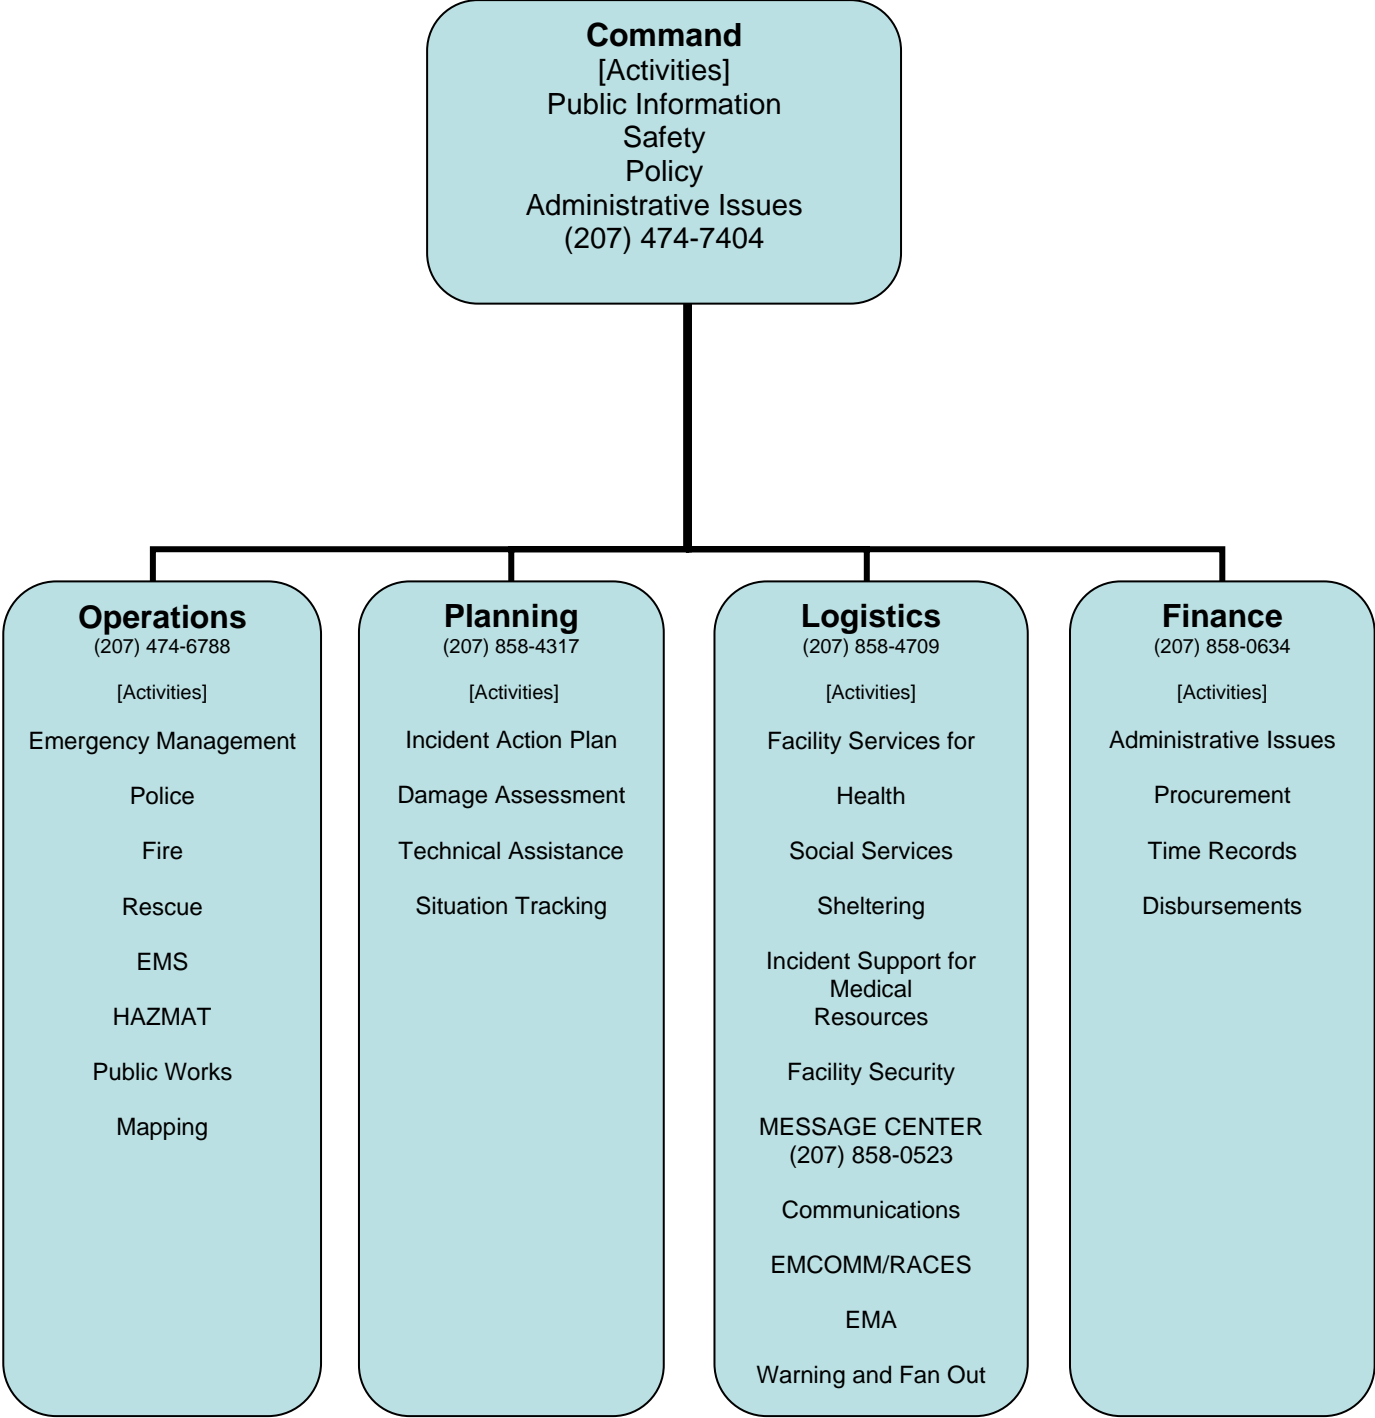 Command
[Activities]
Public Information
Safety
Policy
Administrative Issues
(207) 474-7404
Operations
(207) 474-6788
[Activities]
Emergency Management
Police
Fire
Rescue
EMS
HAZMAT
Public Works
Mapping
Planning
(207) 858-4317
[Activities]
Incident Action Plan
Damage Assessment
Technical Assistance
Situation Tracking
Logistics
(207) 858-4709
[Activities]
Facility Services for
Health
Social Services
Sheltering
Incident Support for
Medical
Resources
Facility Security
MESSAGE CENTER
(207) 858-0523
Communications
EMCOMM/RACES
EMA
Warning and Fan Out
Finance
(207) 858-0634
[Activities]
Administrative Issues
Procurement
Time Records
Disbursements